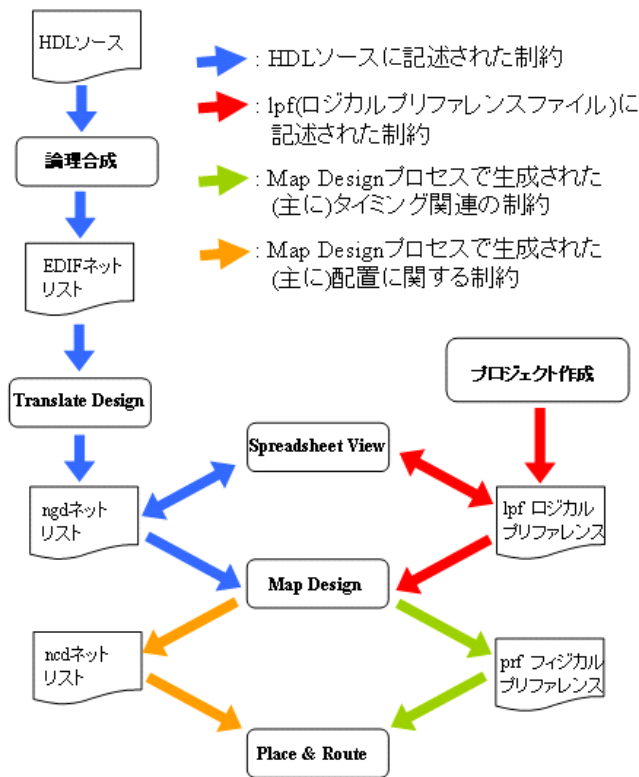 HDLソース
: HDLソースに記述された制約
: lpf(ロジカルプリファレンスファイル)に
記述された制約
論理合成
: Map Designプロセスで生成された
(主に)タイミング関連の制約
EDIFネット
リスト
: Map Designプロセスで生成された
(主に)配置に関する制約
プロジェクト作成
Translate Design
Spreadsheet View
ngdネット
リスト
lpf ロジカル
プリファレンス
Map Design
ncdネット
リスト
prf フィジカル
プリファレンス
Place & Route